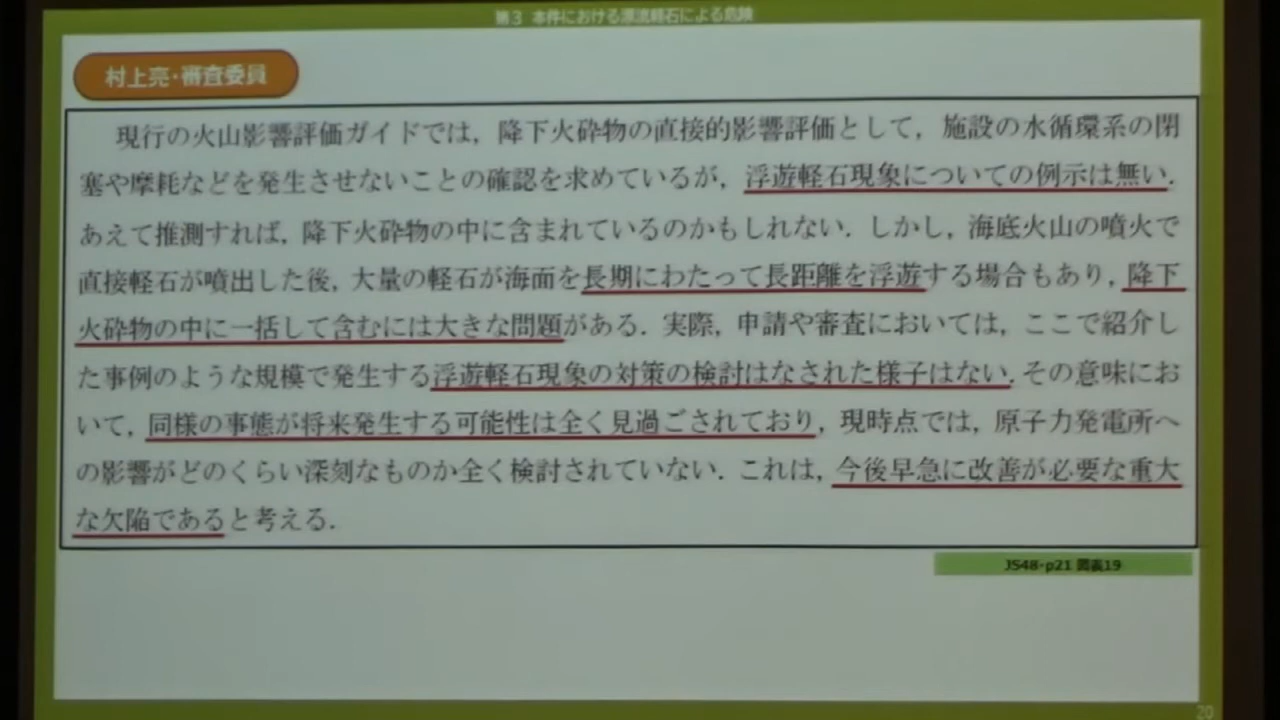 第3 本件における漂流軽石による危険
村上亮・審査委員
現行の火山影響評価ガイドでは，降下火砕物の直接的影響評価として，施設の水循環系の閉
塞や摩耗などを発生させないことの確認を求めているが，浮遊軽石現象についての例示は無い．
あえて推測すれば，降下火砕物の中に含まれているのかもしれない．しかし，海底火山の噴火で
直接軽石が噴出した後，大量の軽石が海面を長期にわたって長距離を浮遊する場合もあり，降下
火砕物の中に一括して含むには大きな問題がある．実際，申請や審査においては，ここで紹介し
た事例のような規模で発生する浮遊軽石現象の対策の検討はなされた様子はない．その意味にお
いて，同様の事態が将来発生する可能性は全く見過ごされており，現時点では，原子力発電所へ
の影響がどのくらい深刻なものか全く検討されていない．これは，今後早急に改善が必要な重大
な欠陥であると考える．
JS48・p21 図表19
20